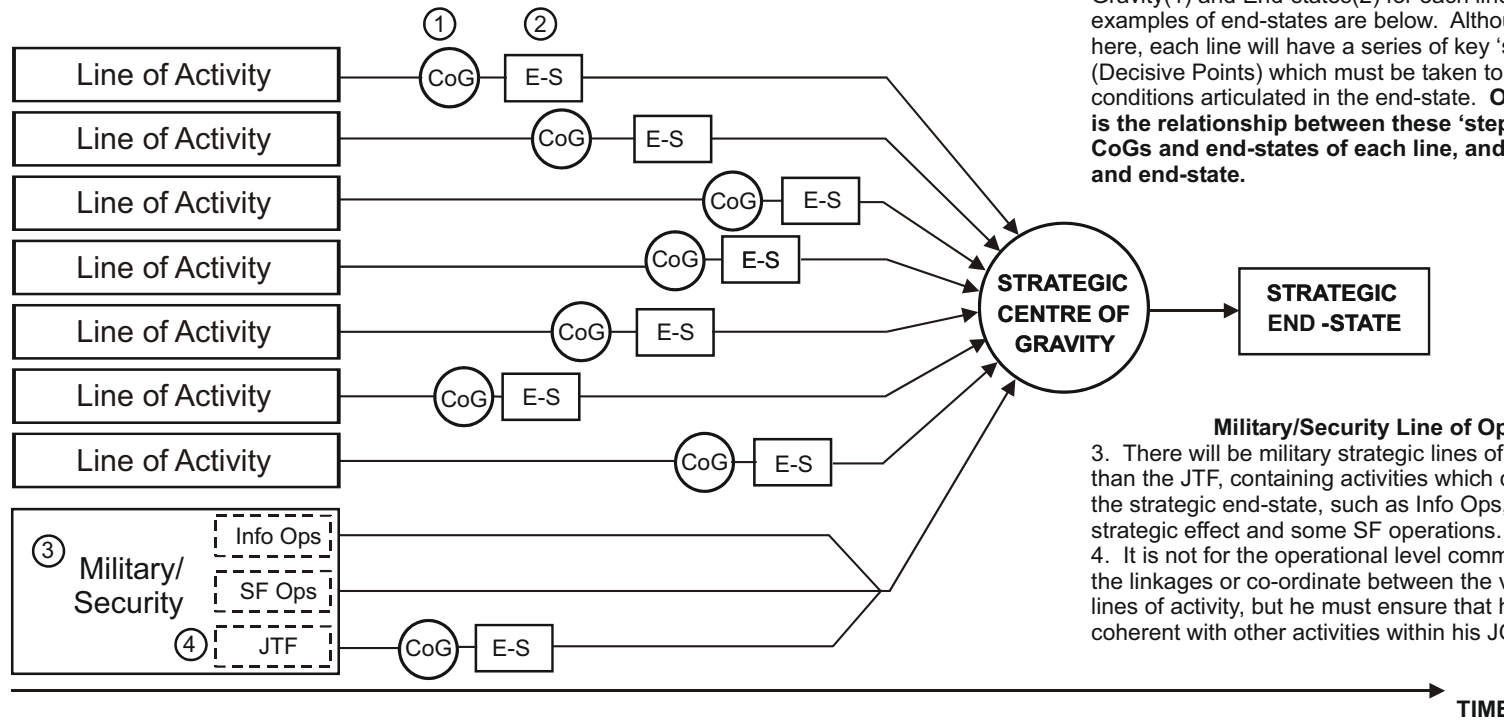 1
2
Line of Activity
CoG
E-S
Line of Activity
CoG
E-S
Line of Activity
CoG
E-S
Line of Activity
CoG
E-S
Line of Activity
CoG
E-S
Line of Activity
CoG
E-S
Line of Activity
CoG
E-S
3
Military/
Security
Info Ops
SF Ops
4
JTF
CoG
E-S
STRATEGIC
CENTRE OF
GRAVITY
STRATEGIC
END -STATE
Gravity(1) and End-states(2) for each line
examples of end-states are below. Althou
here, each line will have a series of key ‘s
(Decisive Points) which must be taken to
conditions articulated in the end-state. O
is the relationship between these ‘step
CoGs and end-states of each line, and
and end-state.
Military/Security Line of Op
3. There will be military strategic lines of
than the JTF, containing activities which c
the strategic end-state, such as Info Ops,
strategic effect and some SF operations.
4. It is not for the operational level comm
the linkages or co-ordinate between the v
lines of activity, but he must ensure that h
coherent with other activities within his JO
TIME